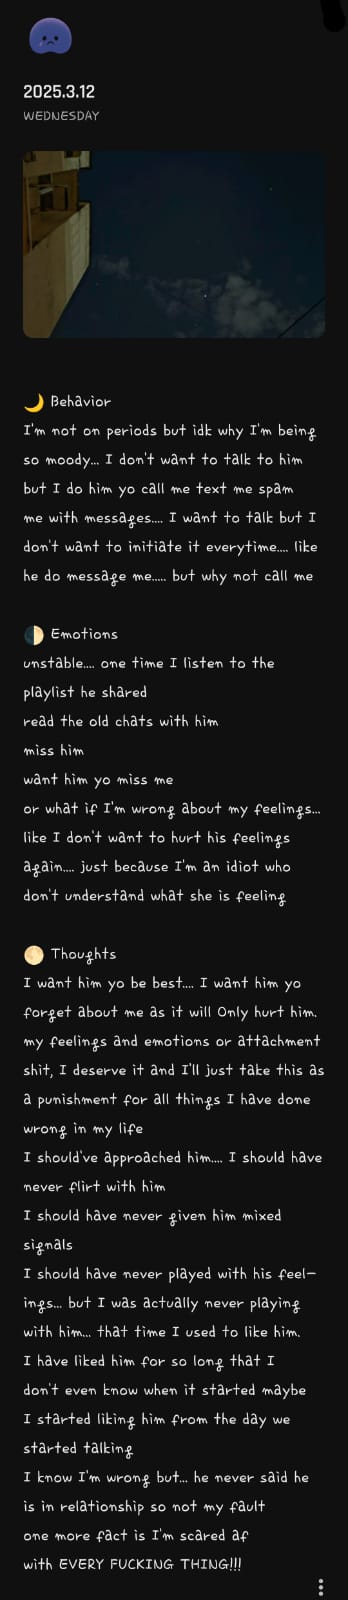 2025.3.12
WEDNESDAY
🌙 Behavior
I'm not on periods but idk why I'm being
so moody... I don't want to talk to him
but I do him yo call me text me spam
me with messages.... I want to talk but I
don't want to initiate it everytime.... like
he do message me..... but why not call me
🌗 Emotions
unstable.... one time I listen to the
playlist he shared
read the old chats with him
miss him
want him yo miss me
or what if I'm wrong about my feelings...
like I don't want to hurt his feelings
again.... just because I'm an idiot who
don't understand what she is feeling
🌕 Thoughts
I want him yo be best.... I want him yo
forget about me as it will Only hurt him.
my feelings and emotions or attachment
shit, I deserve it and I'll just take this as
a punishment for all things I have done
wrong in my life
I should've approached him.... I should have
never flirt with him
I should have never given him mixed
signals
I should have never played with his feel-
ings... but I was actually never playing
with him... that time I used to like him.
I have liked him for so long that I
don't even know when it started maybe
I started liking him from the day we
started talking
I know I'm wrong but... he never said he
is in relationship so not my fault
one more fact is I'm scared af
with EVERY FUCKING THING!!!